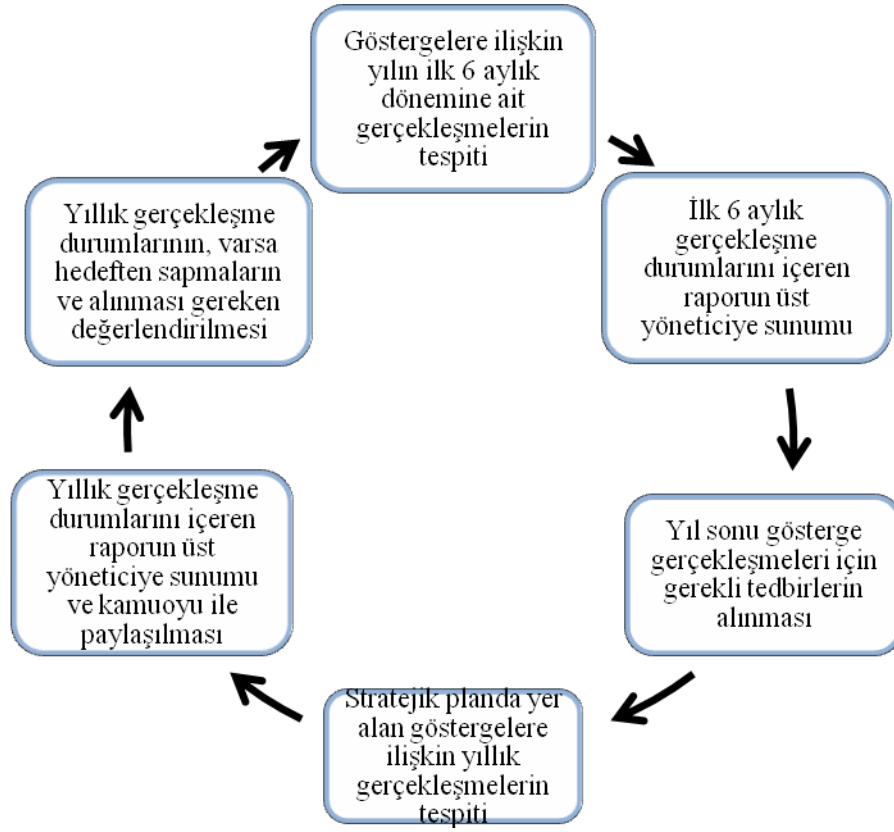 Göstergelere ilişkin
yılın ilk 6 aylık
dönemine ait
gerçekleşmelerin
tespiti
İlk 6 aylık
gerçekleşme
durumlarını içeren
raporun üst
yöneticiye sunumu
Yıl sonu gösterge
gerçekleşmeleri için
gerekli tedbirlerin
alınması
Stratejik planda yer
alan göstergelere
ilişkin yıllık
gerçekleşmelerin
tespiti
Yıllık gerçekleşme
durumlarını içeren
raporun üst
yöneticiye sunumu
ve kamuoyu ile
paylaşılması
Yıllık gerçekleşme
durumlarının, varsa
hedeften sapmaların
ve alınması gereken
değerlendirilmesi